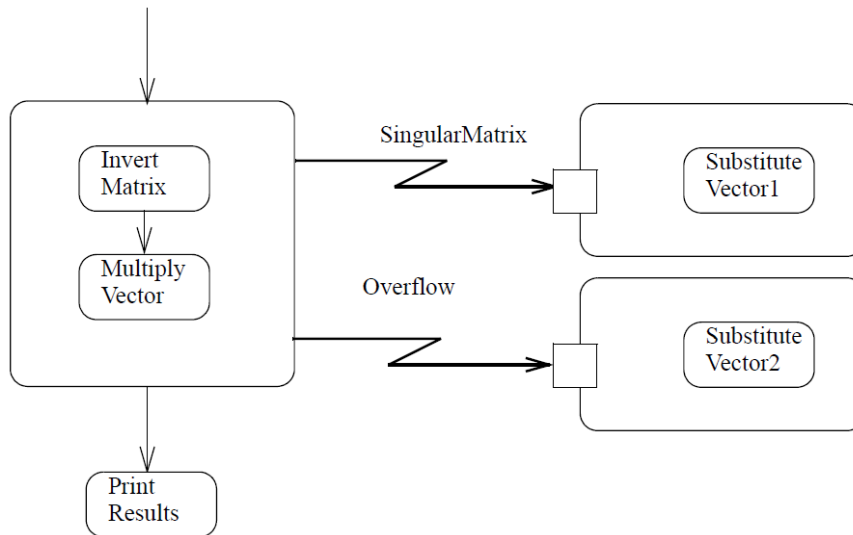 SingularMatrix
Invert
Matrix
Substitute
Vector1
Multiply
Vector
Overflow
Substitute
Vector2
Print
Results